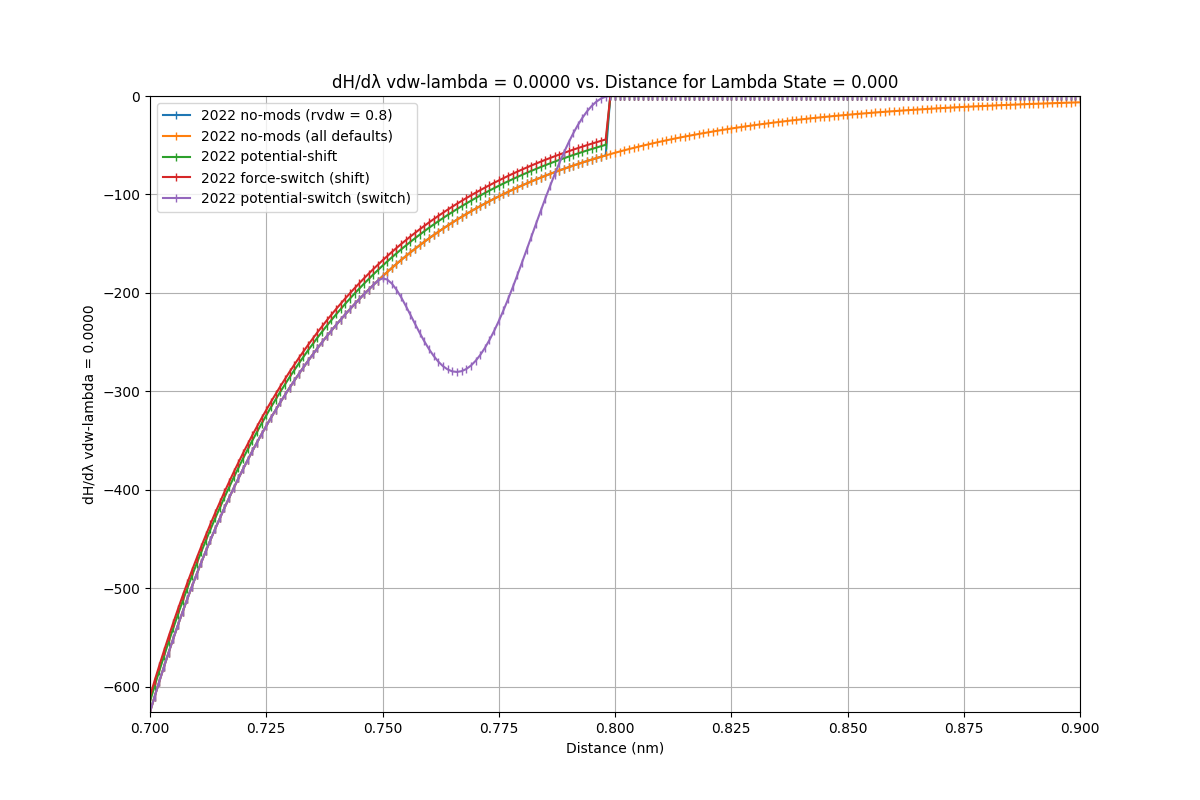 dH/dλ vdw-lambda = 0.0000 vs. Distance for Lambda State = 0.000
2022 no-mods (rvdw = 0.8)
2022 no-mods (all defaults)
2022 potential-shift
2022 force-switch (shift)
2022 potential-switch (switch)
0
−100
−200
−300
−400
−500
−600
dH/dλ vdw-lambda = 0.0000
0.700 0.725 0.750 0.775 0.800 0.825 0.850 0.875 0.900
Distance (nm)